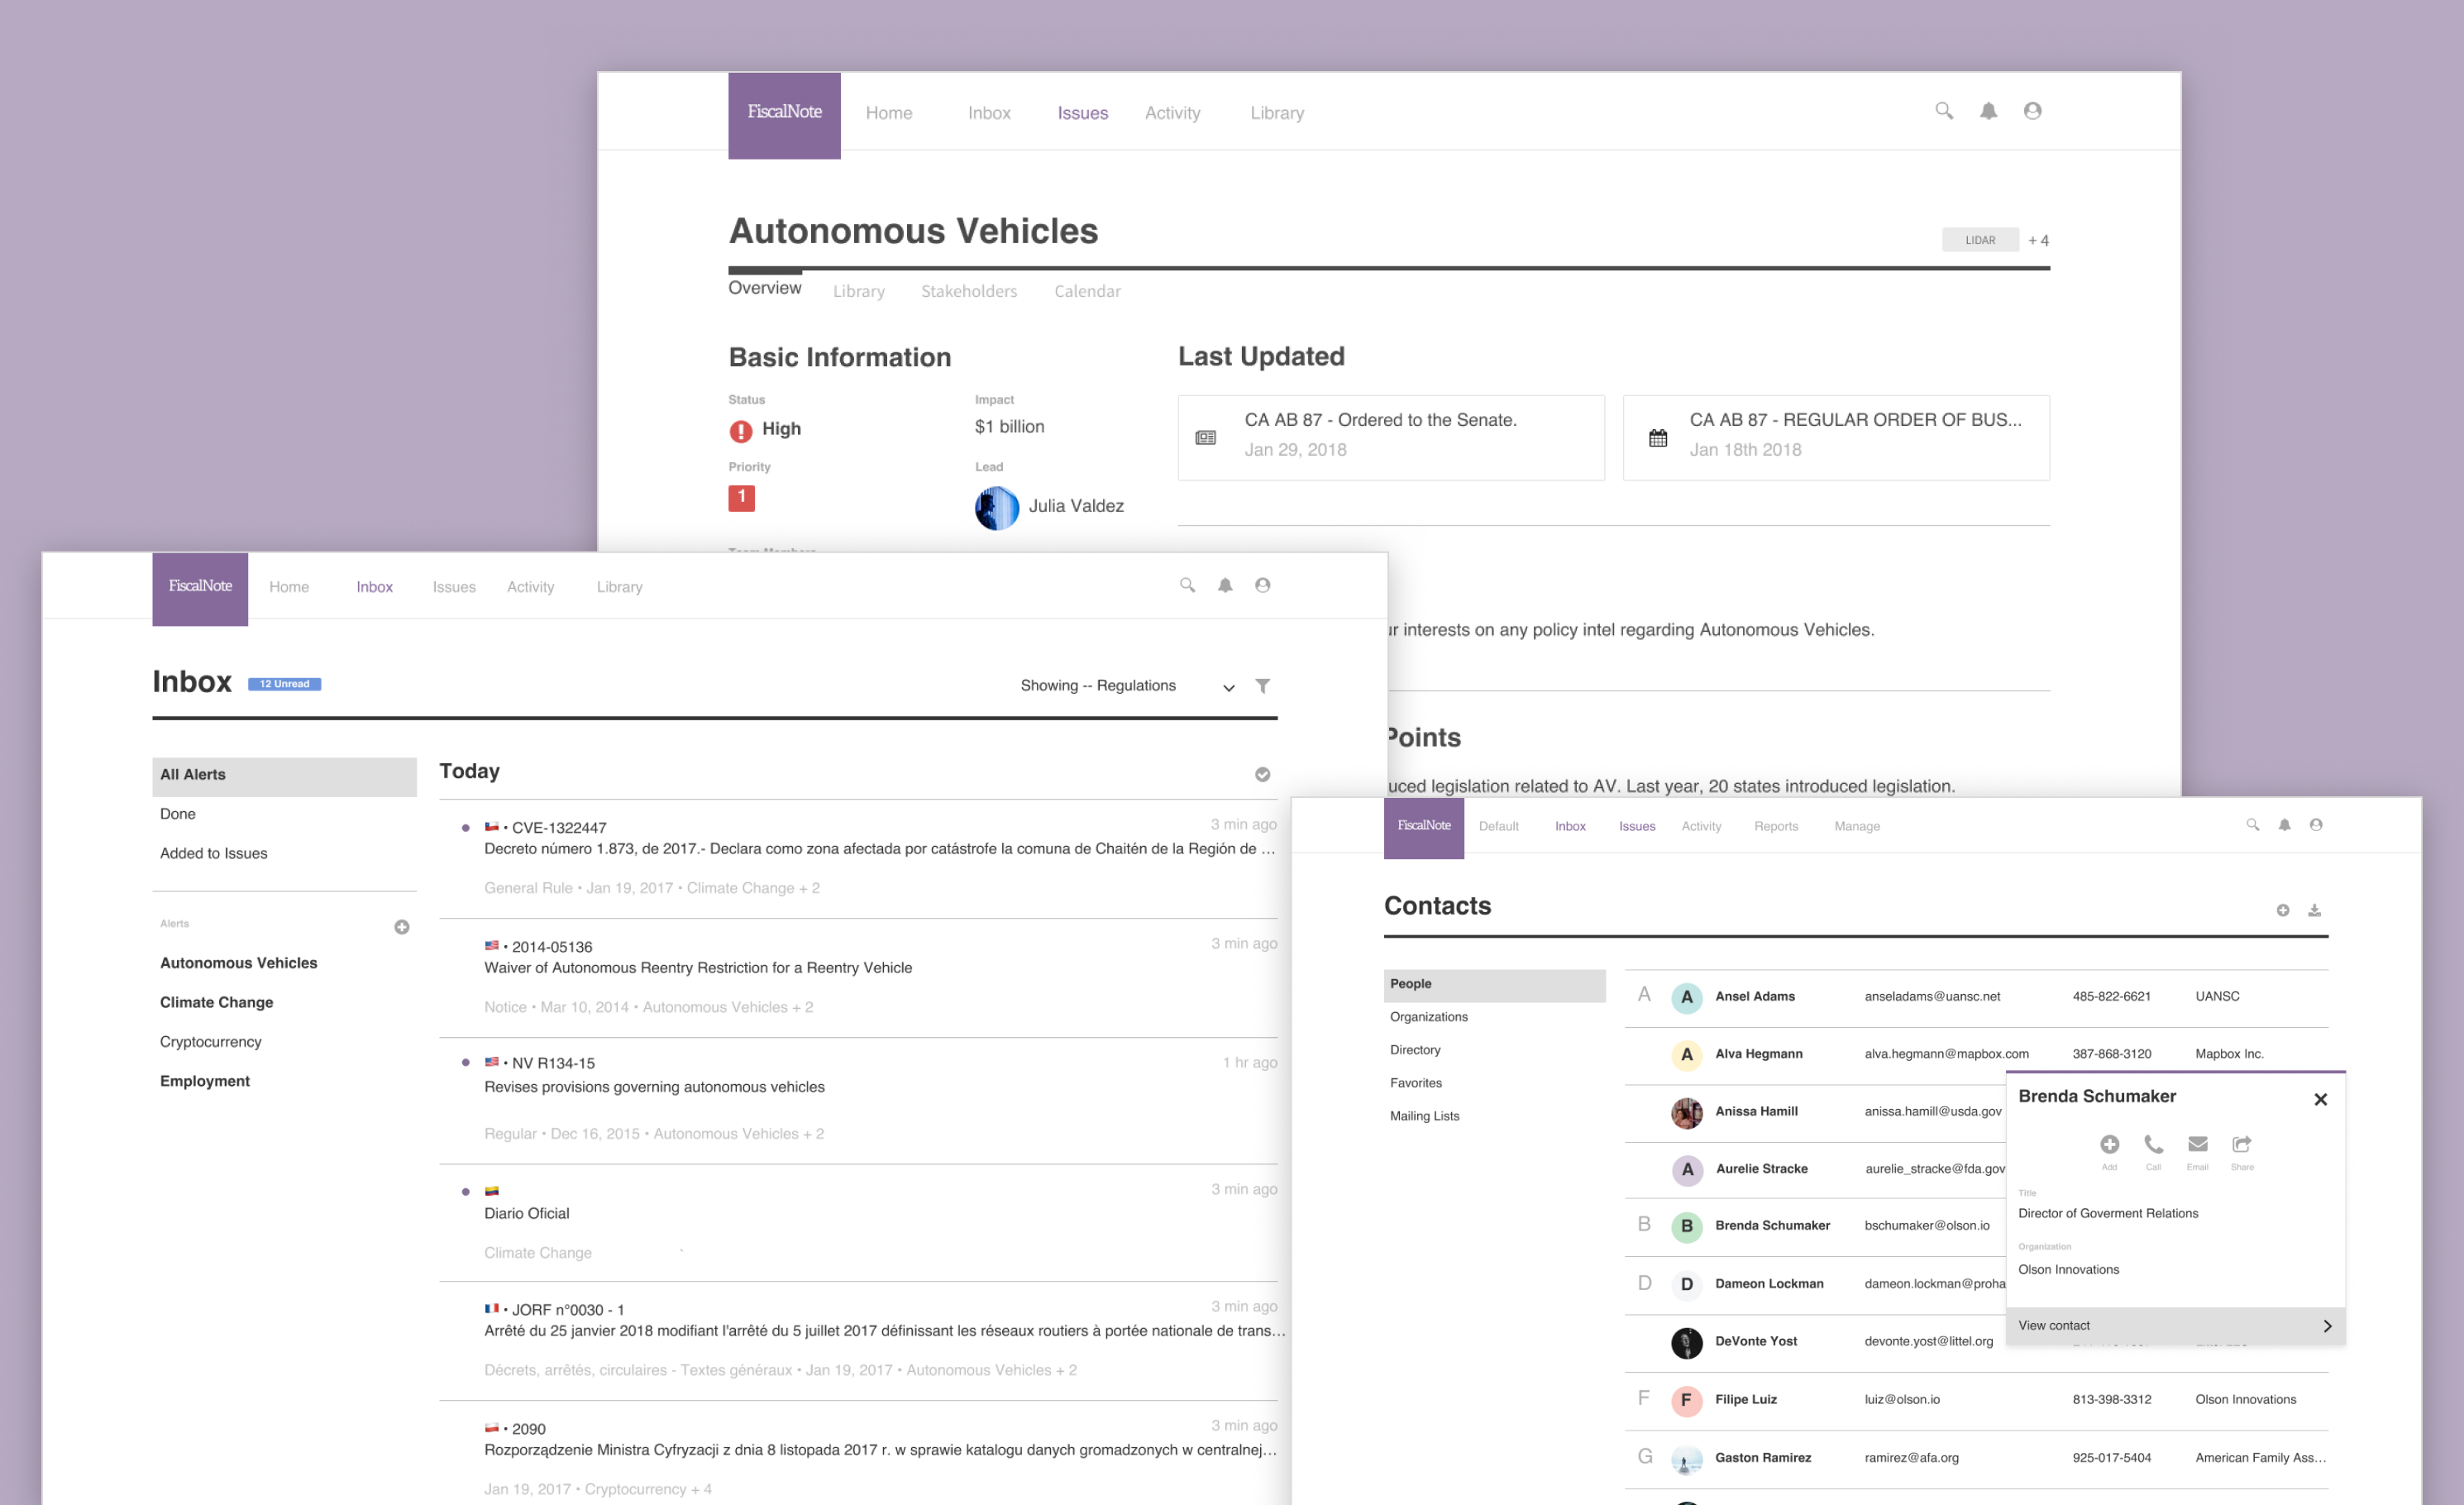 FiscalNote Home Inbox Issues Activity Library
Autonomous Vehicles
LIDAR + 4
Overview Library Stakeholders Calendar
Basic Information
Status
High
Impact
$1 billion
Priority
1
Lead
Julia Valdez
Team Members
Last Updated
CA AB 87 - Ordered to the Senate.
Jan 29, 2018
CA AB 87 - REGULAR ORDER OF BUS...
Jan 18th 2018
interests on any policy intel regarding Autonomous Vehicles.
Points
legislation related to AV. Last year, 20 states introduced legislation.
FiscalNote Home Inbox Issues Activity Library
Inbox 12 Unread
Showing -- Regulations
All Alerts
Done
Added to Issues
Alerts
Autonomous Vehicles
Climate Change
Cryptocurrency
Employment
Today
• CVE-1322447 3 min ago
Decreto número 1.873, de 2017.- Declara como zona afectada por catástrofe la comuna de Chaitén de la Región de ...
General Rule • Jan 19, 2017 • Climate Change + 2
• 2014-05136 3 min ago
Waiver of Autonomous Reentry Restriction for a Reentry Vehicle
Notice • Mar 10, 2014 • Autonomous Vehicles + 2
• NV R134-15 1 hr ago
Revises provisions governing autonomous vehicles
Regular • Dec 16, 2015 • Autonomous Vehicles + 2
3 min ago
Diario Oficial
Climate Change `
• JORF n°0030 - 1 3 min ago
Arrêté du 25 janvier 2018 modifiant l'arrêté du 5 juillet 2017 définissant les réseaux routiers à portée nationale de trans...
Décrets, arrêtés, circulaires - Textes généraux • Jan 19, 2017 • Autonomous Vehicles + 2
• 2090 3 min ago
Rozporządzenie Ministra Cyfryzacji z dnia 8 listopada 2017 r. w sprawie katalogu danych gromadzonych w centralnej...
Jan 19, 2017 • Cryptocurrency + 4
FiscalNote Default Inbox Issues Activity Reports Manage
Contacts
People
Organizations
Directory
Favorites
Mailing Lists
A A Ansel Adams anseladams@uansc.net 485-822-6621 UANSC
A Alva Hegmann alva.hegmann@mapbox.com 387-868-3120 Mapbox Inc.
Anissa Hamill anissa.hamill@usda.gov
A Aurelie Stracke aurelie_stracke@fda.gov
B B Brenda Schumaker bschumaker@olson.io
D D Dameon Lockman dameon.lockman@proha
DeVonte Yost devonte.yost@littel.org
F F Filipe Luiz luiz@olson.io 813-398-3312 Olson Innovations
G Gaston Ramirez ramirez@afa.org 925-017-5404 American Family Ass...
Brenda Schumaker
Add Call Email Share
Title
Director of Goverment Relations
Organization
Olson Innovations
View contact